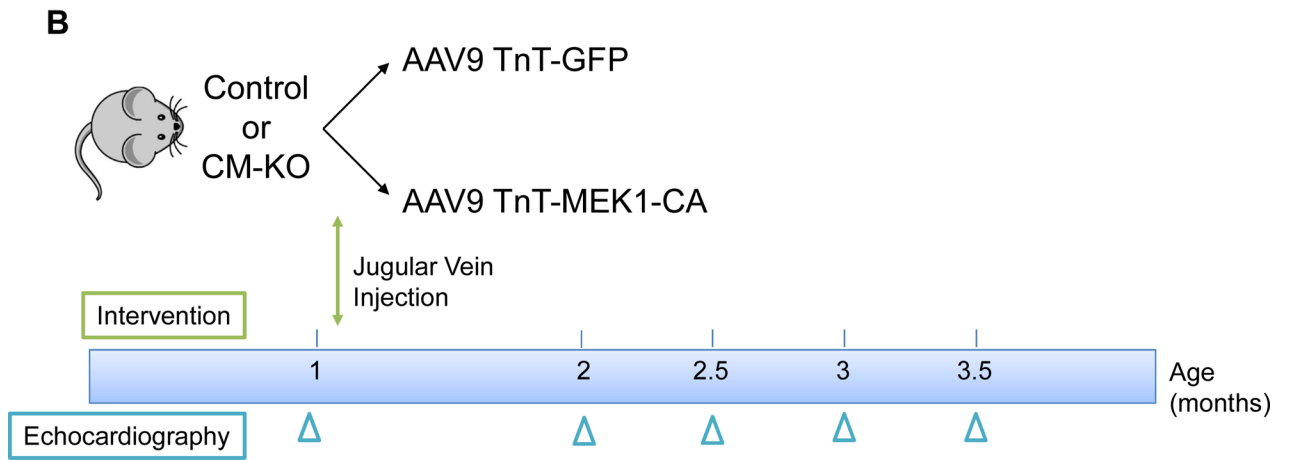 B
AAV9 TnT-GFP
Control
or
CM-KO
AAV9 TnT-MEK1-CA
Jugular Vein
Injection
Intervention
1 2 2.5 3 3.5
Age
(months)
Echocardiography